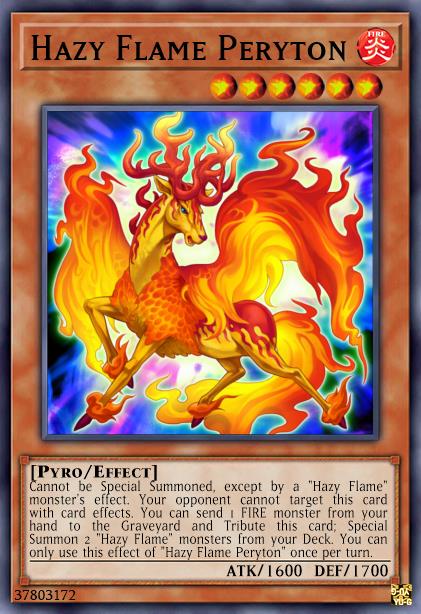 HAZY FLAME PERYTON
FIRE
炎
[PYRO/EFFECT]
Cannot be Special Summoned, except by a "Hazy Flame"
monster's effect. Your opponent cannot target this card
with card effects. You can send 1 FIRE monster from your
hand to the Graveyard and Tribute this card; Special
Summon 2 "Hazy Flame" monsters from your Deck. You can
only use this effect of "Hazy Flame Peryton" once per turn.
ATK/1600 DEF/1700
37803172